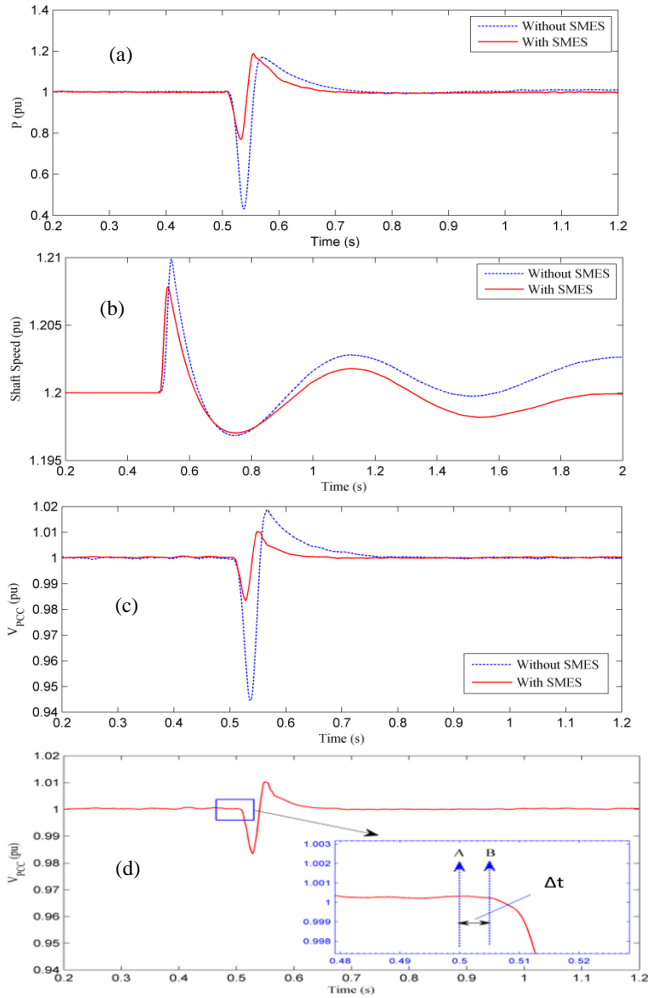 1.4
1.2
1
0.8
0.6
0.4
P (pu)
(a)
Without SMES
With SMES
0.2 0.3 0.4 0.5 0.6 0.7 0.8 0.9 1 1.1 1.2
Time (s)
1.21
1.205
1.2
1.195
Shaft Speed (pu)
(b)
Without SMES
With SMES
0.2 0.4 0.6 0.8 1 1.2 1.4 1.6 1.8 2
Time (s)
1.02
1.01
1
0.99
0.98
0.97
0.96
0.95
0.94
VPCC (pu)
(c)
Without SMES
With SMES
0.2 0.3 0.4 0.5 0.6 0.7 0.8 0.9 1 1.1 1.2
Time (s)
1.02
1.01
1
0.99
0.98
0.97
0.96
0.95
0.94
VPCC (pu)
(d)
1.003
1.002
1.001
1
0.999
0.998
A B
Δt
0.48 0.49 0.5 0.51 0.52
0.2 0.3 0.4 0.5 0.6 0.7 0.8 0.9 1 1.1 1.2
Time (s)